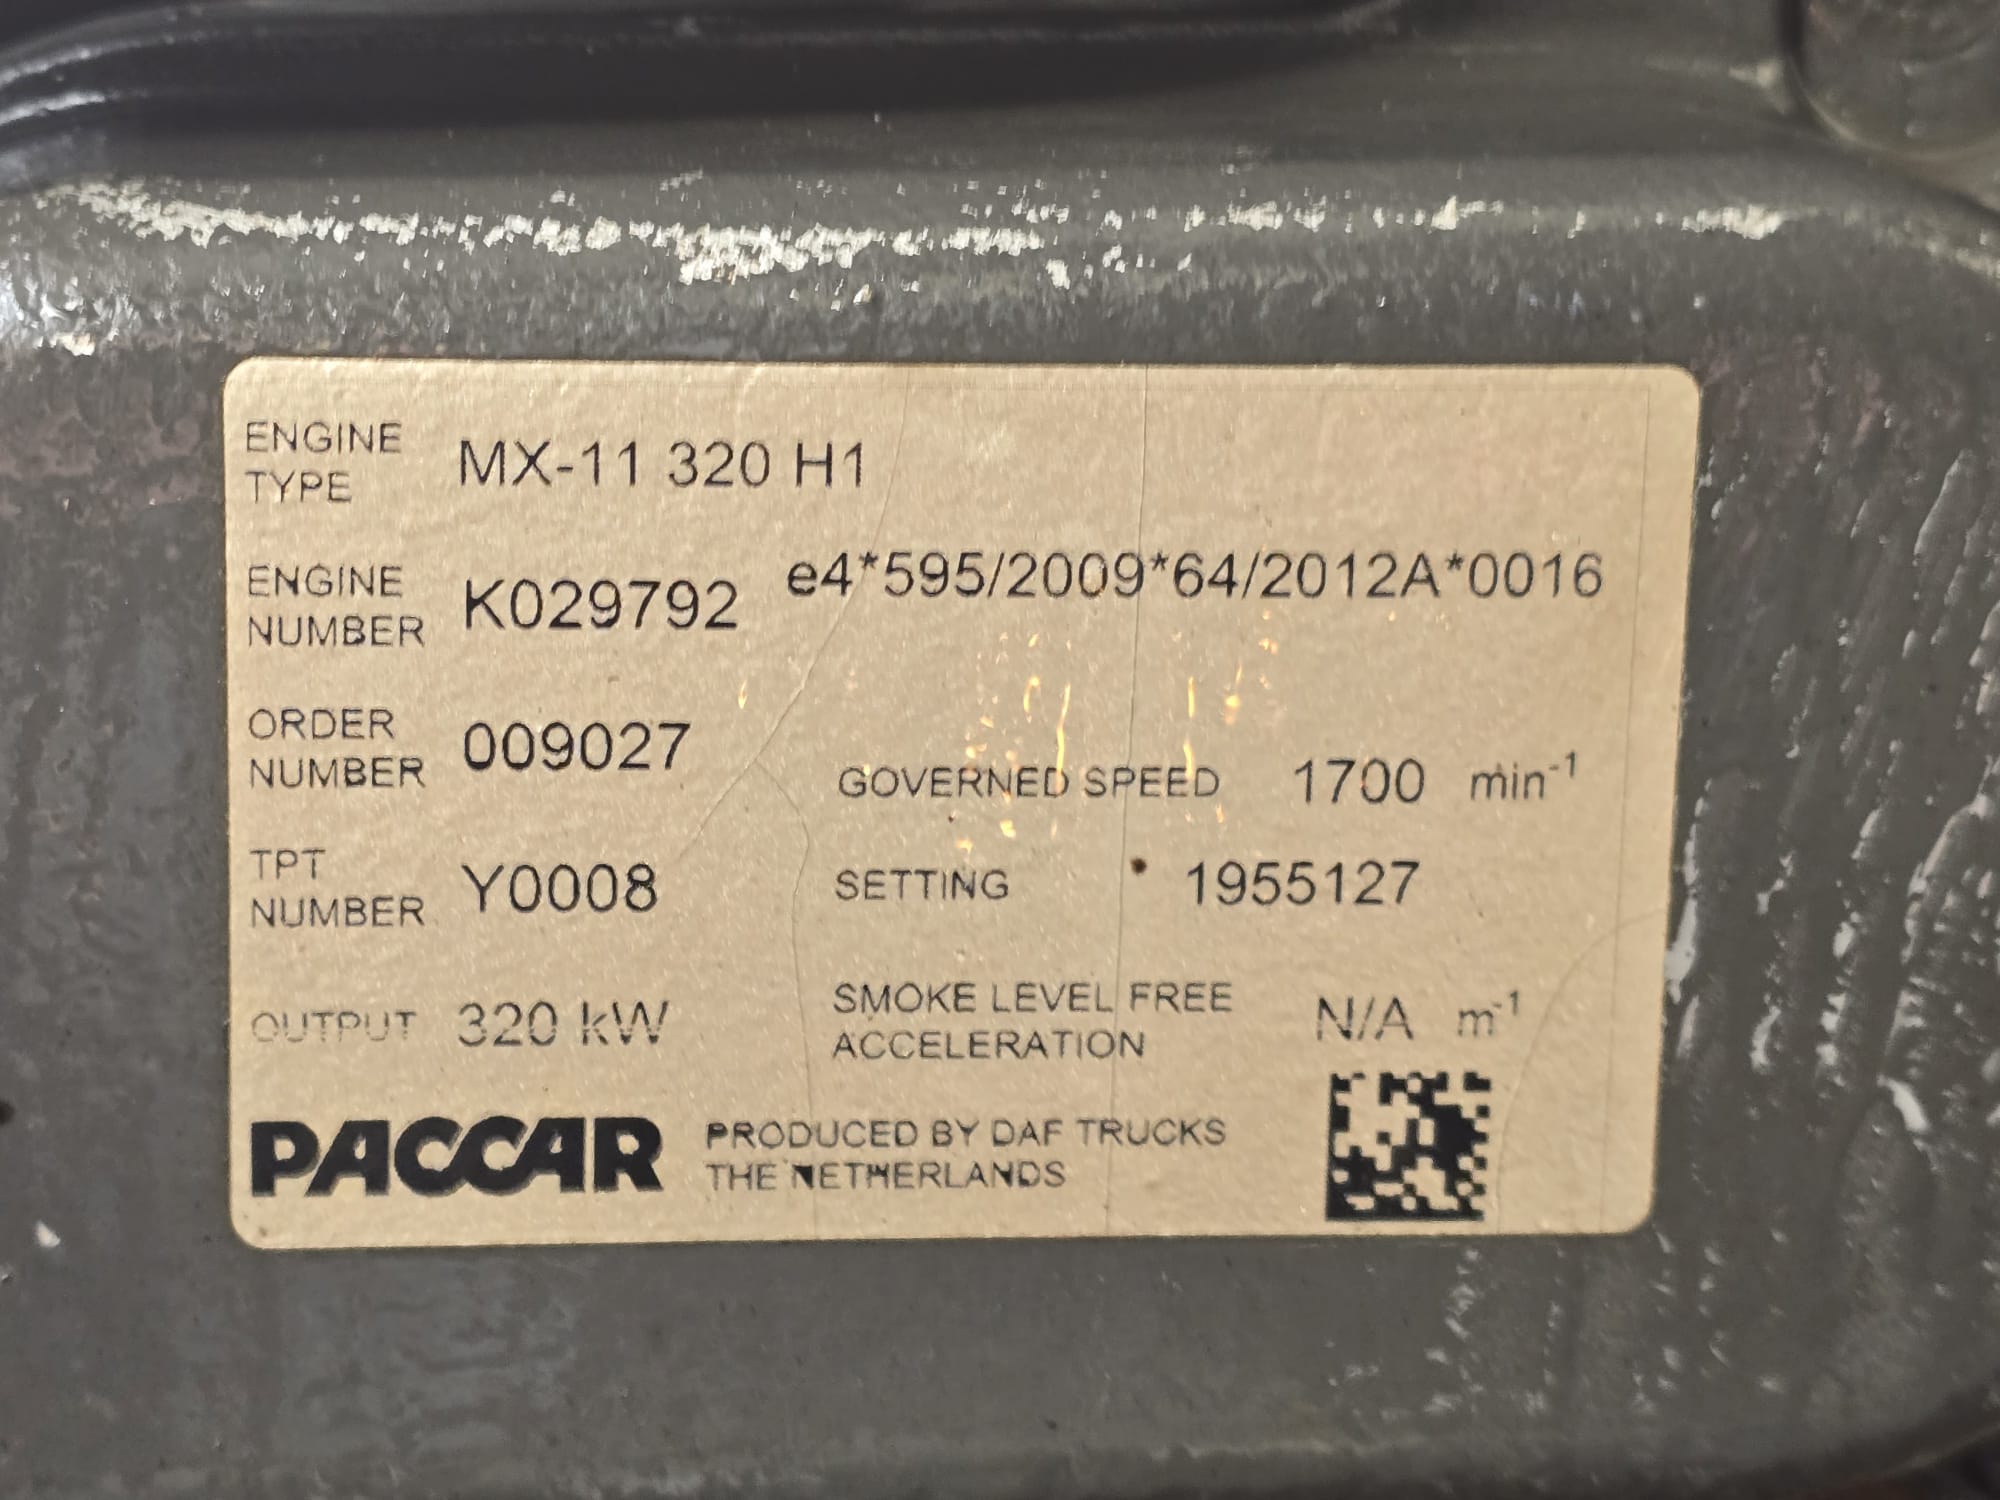 ENGINE TYPE MX-11 320 H1
ENGINE NUMBER K029792 e4*595/2009*64/2012A*0016
ORDER NUMBER 009027
GOVERNED SPEED 1700 min-1
TPT NUMBER Y0008
SETTING 1955127
OUTPUT 320 kW
SMOKE LEVEL FREE
ACCELERATION N/A m-1
PACCAR
PRODUCED BY DAF TRUCKS
THE NETHERLANDS